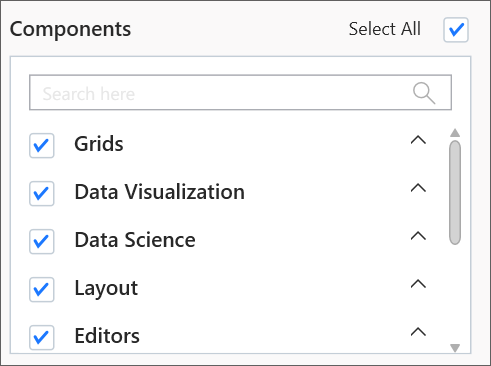 Components Select All
Search here
Grids
Data Visualization
Data Science
Layout
Editors